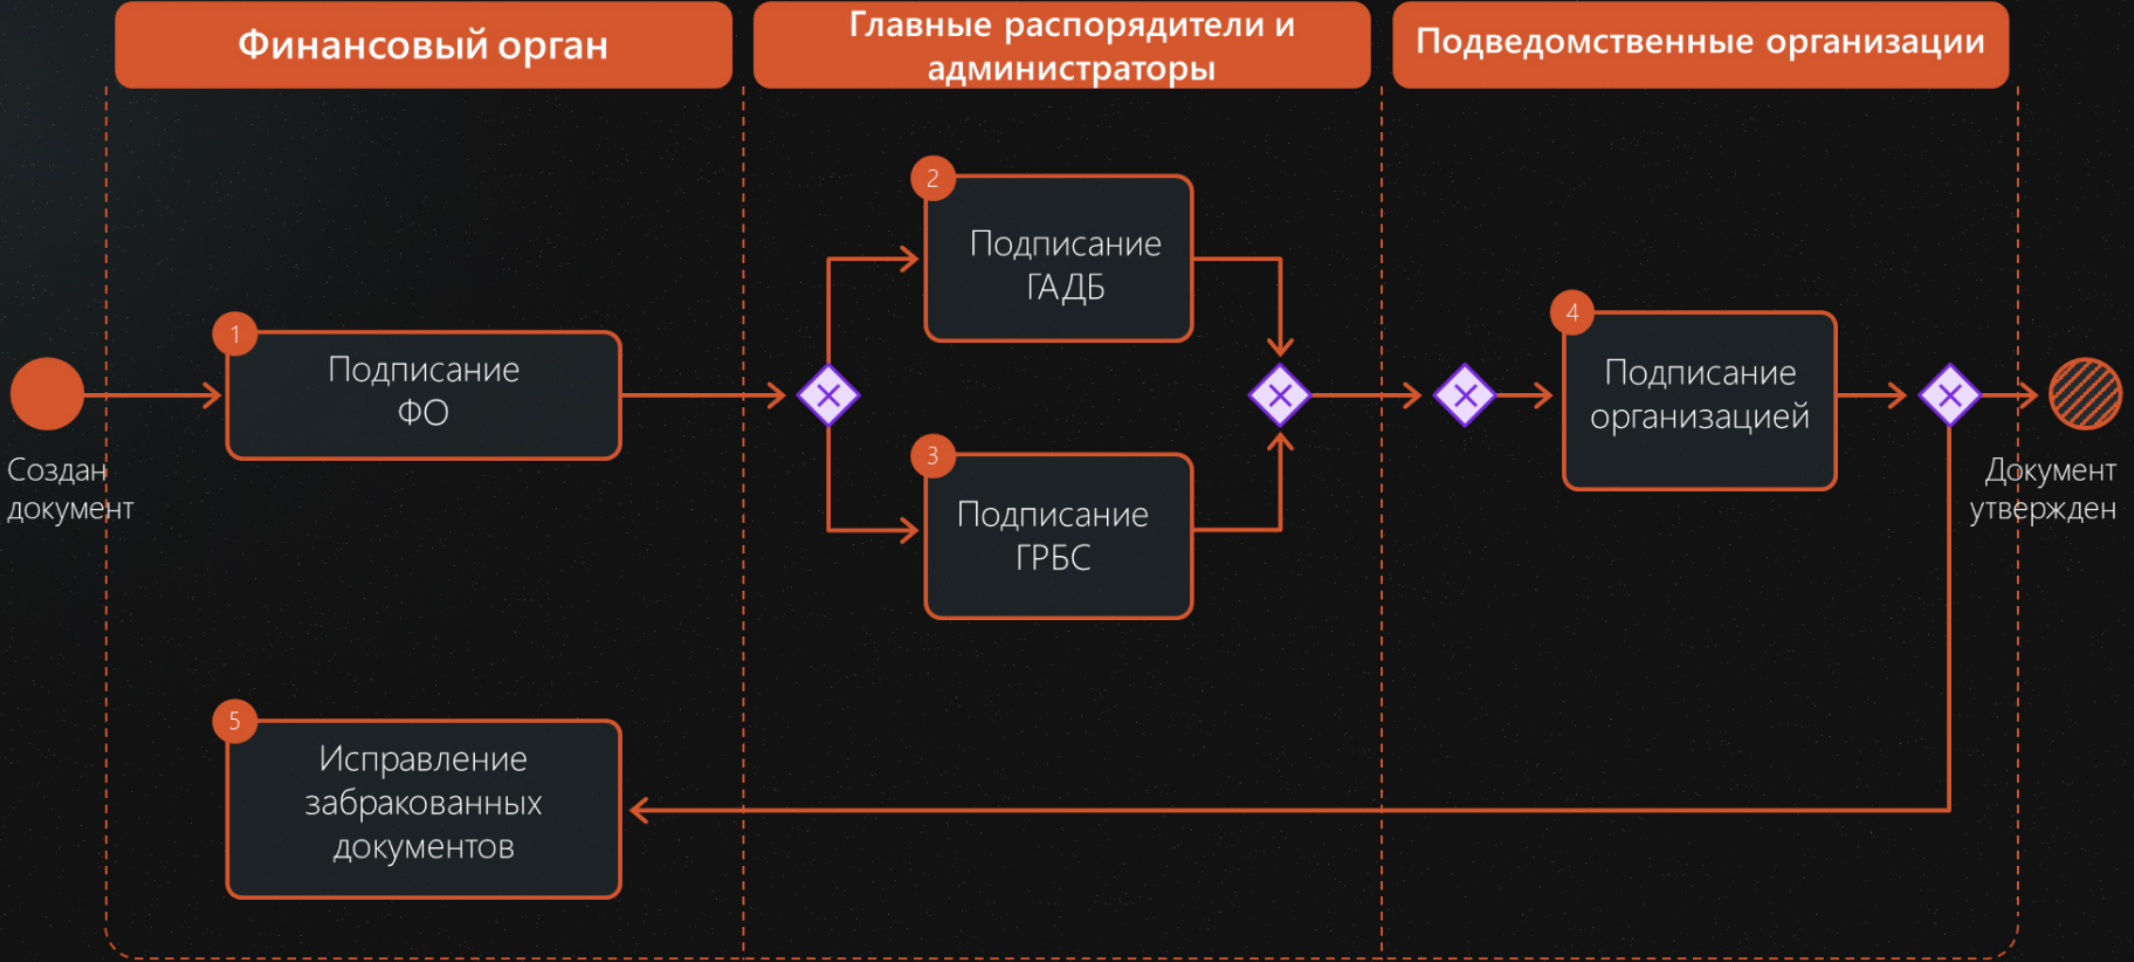 Финансовый орган
Главные распорядители и
администраторы
Подведомственные организации
Создан
документ
1
Подписание
ФО
2
Подписание
ГАДБ
3
Подписание
ГРБС
4
Подписание
организацией
Документ
утвержден
5
Исправление
забракованных
документов